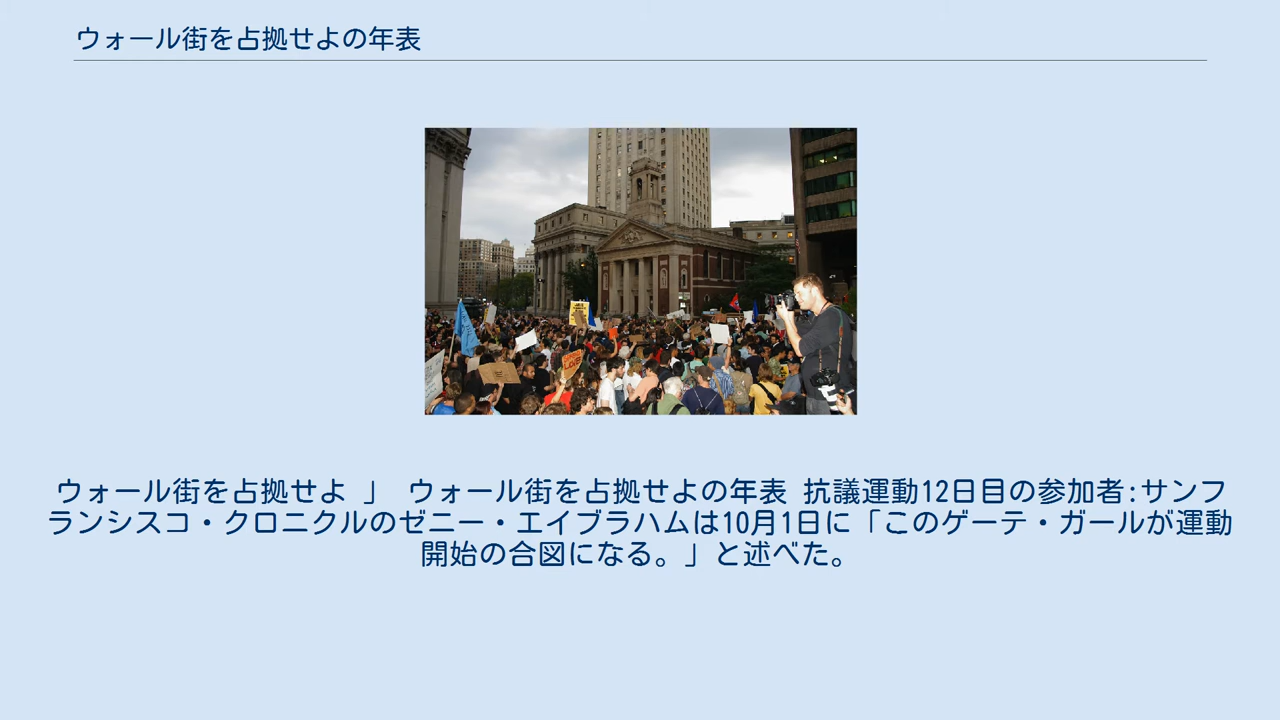 ウォール街を占拠せよの年表
ウォール街を占拠せよ 」 ウォール街を占拠せよの年表 抗議運動12日目の参加者:サンフ
ランシスコ・クロニクルのゼニー・エイブラハムは10月1日に「このゲーテ・ガールが運動
開始の合図になる。」と述べた。